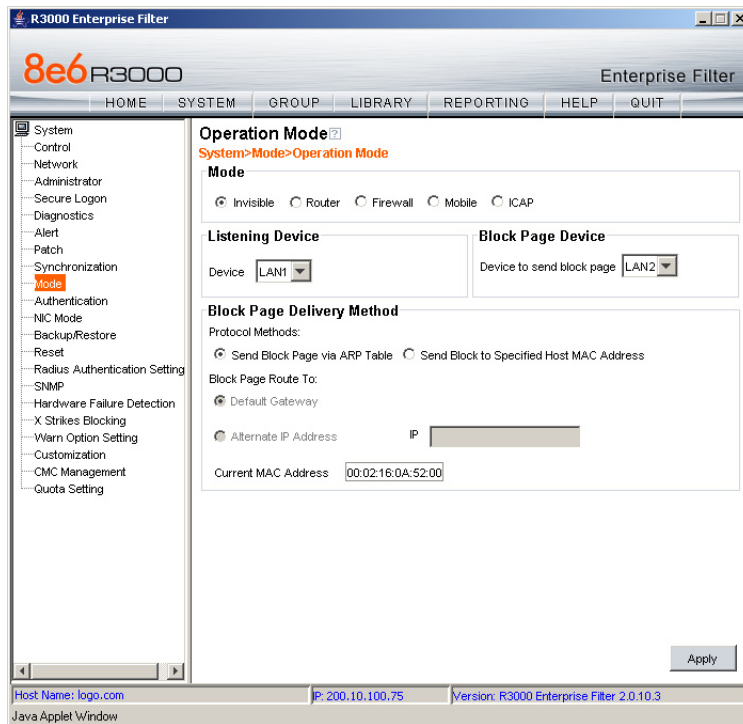 R3000 Enterprise Filter
8e6 R3000
Enterprise Filter
HOME SYSTEM GROUP LIBRARY REPORTING HELP QUIT
System
Control
Network
Administrator
Secure Logon
Diagnostics
Alert
Patch
Synchronization
Mode
Authentication
NIC Mode
Backup/Restore
Reset
Radius Authentication Setting
SNMP
Hardware Failure Detection
X Strikes Blocking
Warn Option Setting
Customization
CMC Management
Quota Setting
Operation Mode ?
System>Mode>Operation Mode
Mode
Invisible Router Firewall Mobile ICAP
Listening Device
Device LAN1
Block Page Device
Device to send block page LAN2
Block Page Delivery Method
Protocol Methods:
Send Block Page via ARP Table Send Block to Specified Host MAC Address
Block Page Route To:
Default Gateway
Alternate IP Address IP
Current MAC Address 00:02:16:0A:52:00
Apply
Host Name: logo.com IP: 200.10.100.75 Version: R3000 Enterprise Filter 2.0.10.3
Java Applet Window